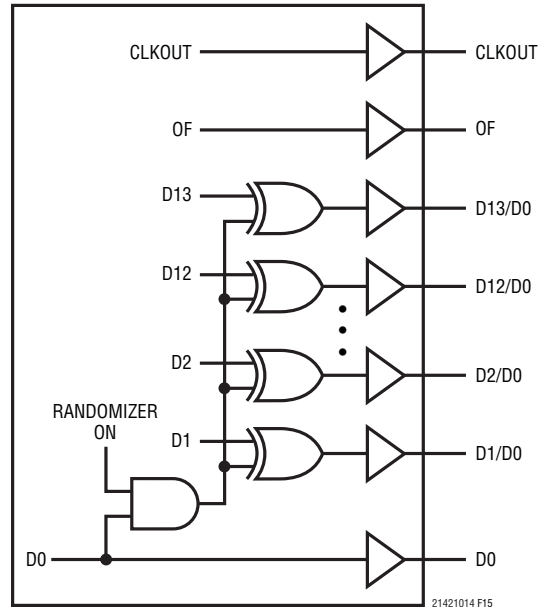 CLKOUT CLKOUT
OF OF
D13 D13/D0
D12 D12/D0
D2 D2/D0
RANDOMIZER
ON
D1 D1/D0
D0 D0
21421014 F15